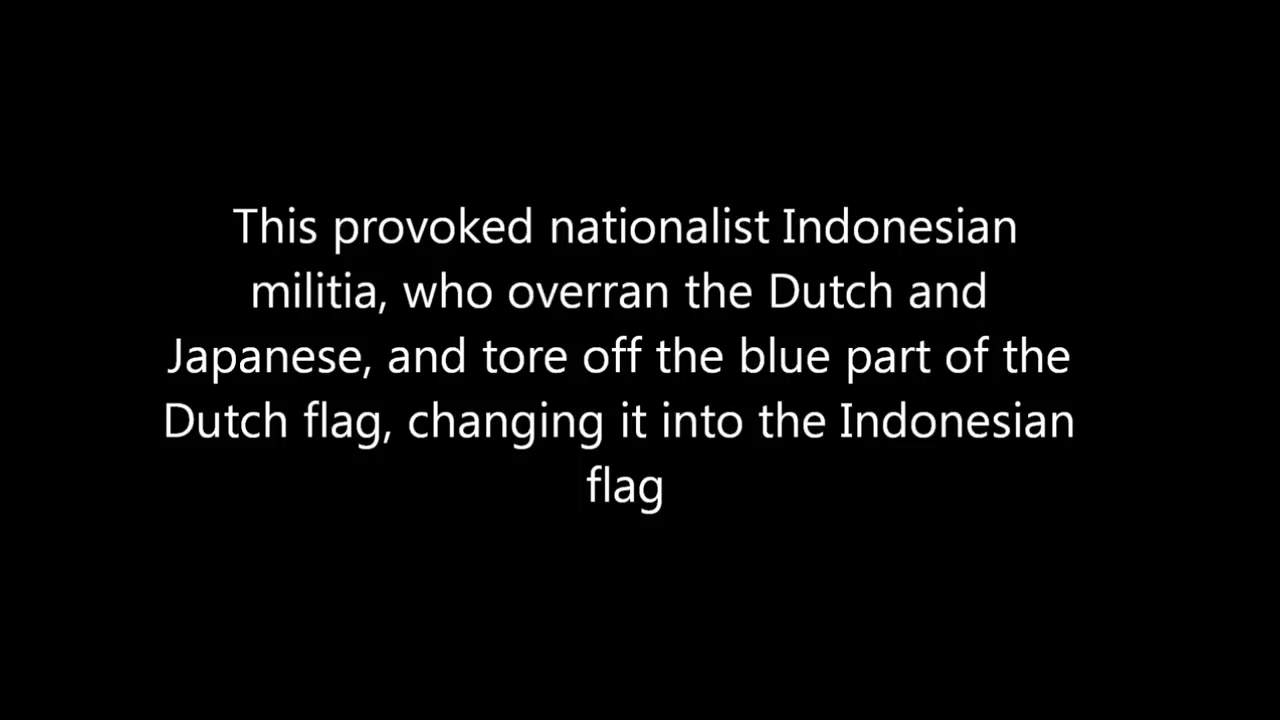 This provoked nationalist Indonesian
militia, who overran the Dutch and
Japanese, and tore off the blue part of the
Dutch flag, changing it into the Indonesian
flag